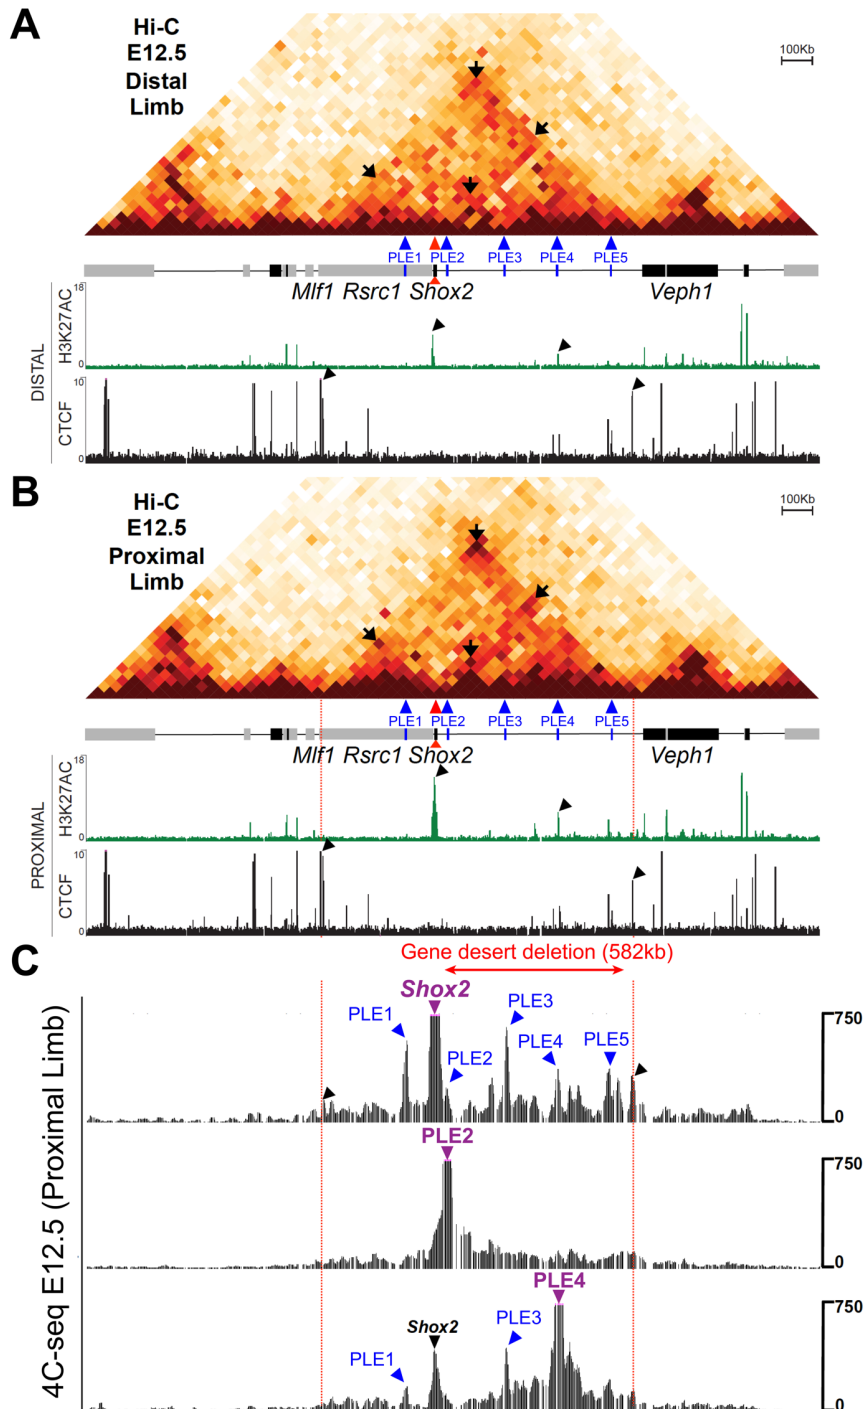 A
Hi-C
E12.5
Distal
Limb
100Kb
PLE1 PLE2 PLE3 PLE4 PLE5
Mlf1 Rsrc1 Shox2 Veph1
DISTAL
H3K27AC
18
0
CTCF
10
0
B
Hi-C
E12.5
Proximal
Limb
100Kb
PLE1 PLE2 PLE3 PLE4 PLE5
Mlf1 Rsrc1 Shox2 Veph1
PROXIMAL
H3K27AC
18
0
CTCF
10
0
C
Gene desert deletion (582kb)
4C-seq E12.5 (Proximal Limb)
Shox2
PLE1 PLE2 PLE3 PLE4 PLE5
750
0
PLE2
750
0
PLE4
Shox2
PLE1 PLE3
750
0